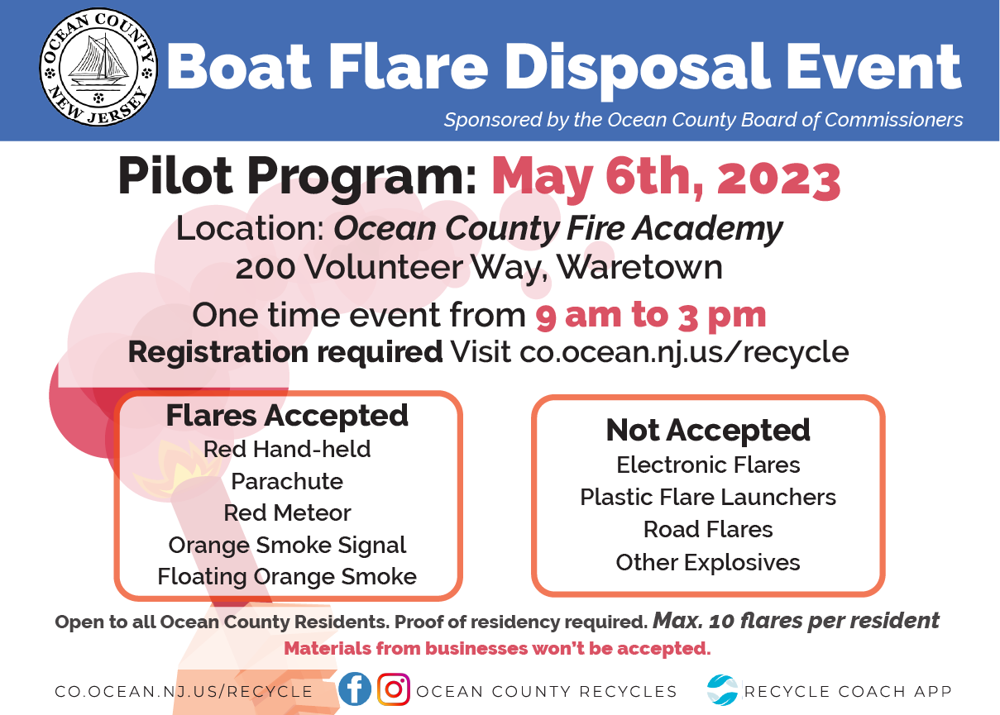 OCEAN COUNTY
NEW JERSEY
Boat Flare Disposal Event
Sponsored by the Ocean County Board of Commissioners
Pilot Program: May 6th, 2023
Location: Ocean County Fire Academy
200 Volunteer Way, Waretown
One time event from 9 am to 3 pm
Registration required Visit co.ocean.nj.us/recycle
Flares Accepted
Red Hand-held
Parachute
Red Meteor
Orange Smoke Signal
Floating Orange Smoke
Not Accepted
Electronic Flares
Plastic Flare Launchers
Road Flares
Other Explosives
Open to all Ocean County Residents. Proof of residency required. Max. 10 flares per resident
Materials from businesses won't be accepted.
CO.OCEAN.NJ.US/RECYCLE OCEAN COUNTY RECYCLES RECYCLE COACH APP